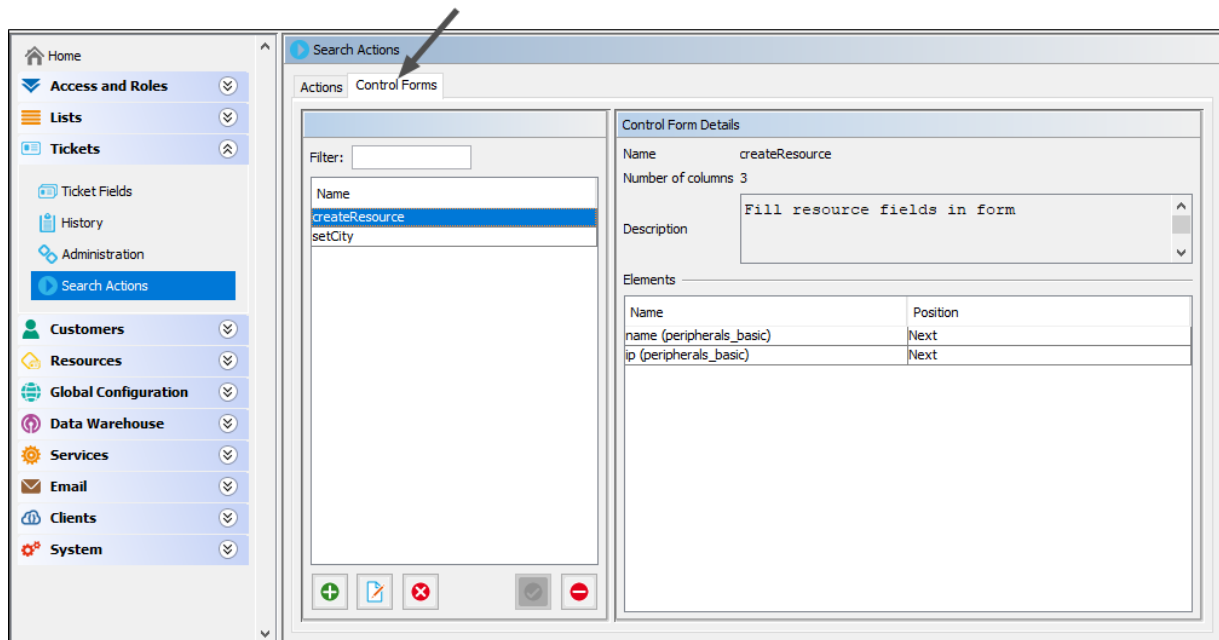 Home
Access and Roles
Lists
Tickets
Ticket Fields
History
Administration
Search Actions
Customers
Resources
Global Configuration
Data Warehouse
Services
Email
Clients
System
Search Actions
Actions Control Forms
Filter:
Name
createResource
setCity
Control Form Details
Name createResource
Number of columns 3
Description Fill resource fields in form
Elements
Name Position
name (peripherals_basic) Next
ip (peripherals_basic) Next